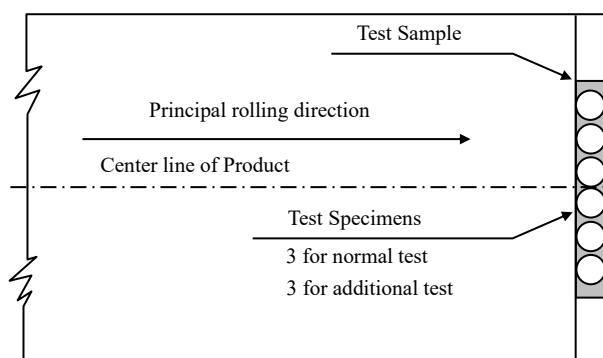 Test Sample
Principal rolling direction
Center line of Product
Test Specimens
3 for normal test
3 for additional test